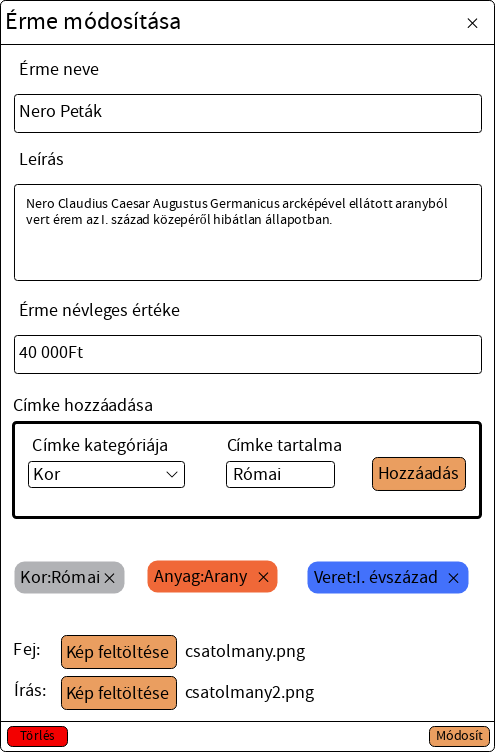 Érme módosítása
Érme neve
Nero Peták
Leírás
Nero Claudius Caesar Augustus Germanicus arcképével ellátott aranyból
vert érem az I. század közepéről hibátlan állapotban.
Érme névleges értéke
40 000Ft
Címke hozzáadása
Címke kategóriája Címke tartalma
Kor Római Hozzáadás
Kor:Római Anyag:Arany Veret:I. évszázad
Fej: Kép feltöltése csatolmany.png
Írás: Kép feltöltése csatolmany2.png
Törlés Módosít